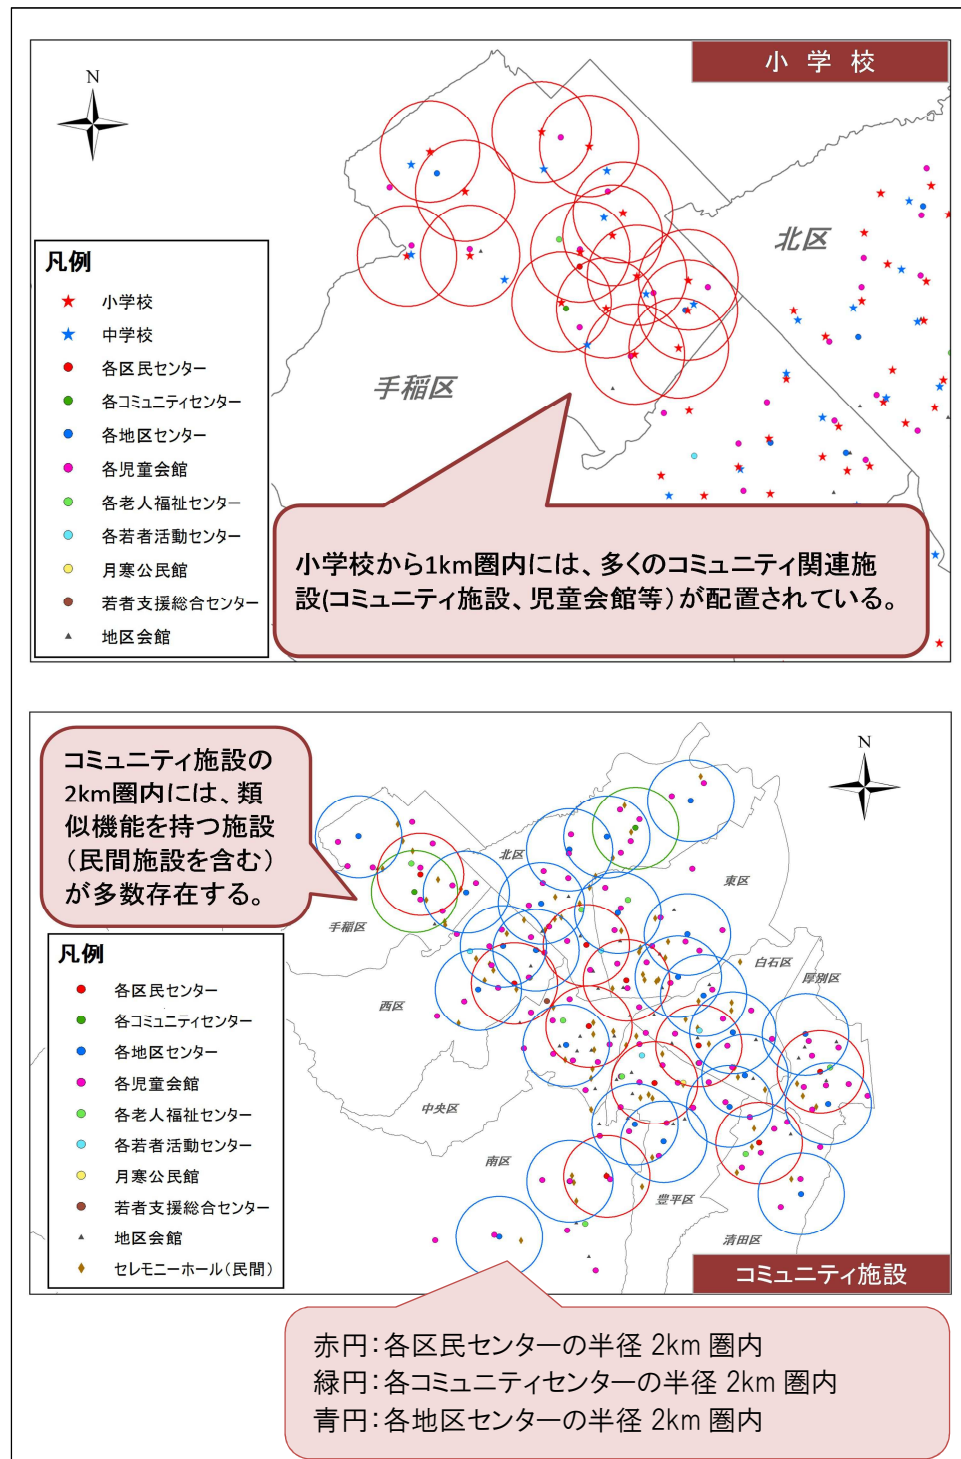 小学校
N
北区
手稲区
凡例
小学校
中学校
各区民センター
各コミュニティセンター
各地区センター
各児童会館
各老人福祉センター
各若者活動センター
月寒公民館
若者支援総合センター
地区会館
小学校から1km圏内には、多くのコミュニティ関連施
設(コミュニティ施設、児童会館等)が配置されている。
コミュニティ施設の
2km圏内には、類
似機能を持つ施設
(民間施設を含む)
が多数存在する。
N
北区
東区
手稲区
白石区
厚別区
西区
中央区
南区
豊平区
清田区
凡例
各区民センター
各コミュニティセンター
各地区センター
各児童会館
各老人福祉センター
各若者活動センター
月寒公民館
若者支援総合センター
地区会館
セレモニーホール(民間)
コミュニティ施設
赤円：各区民センターの半径 2km 圏内
緑円：各コミュニティセンターの半径 2km 圏内
青円：各地区センターの半径 2km 圏内